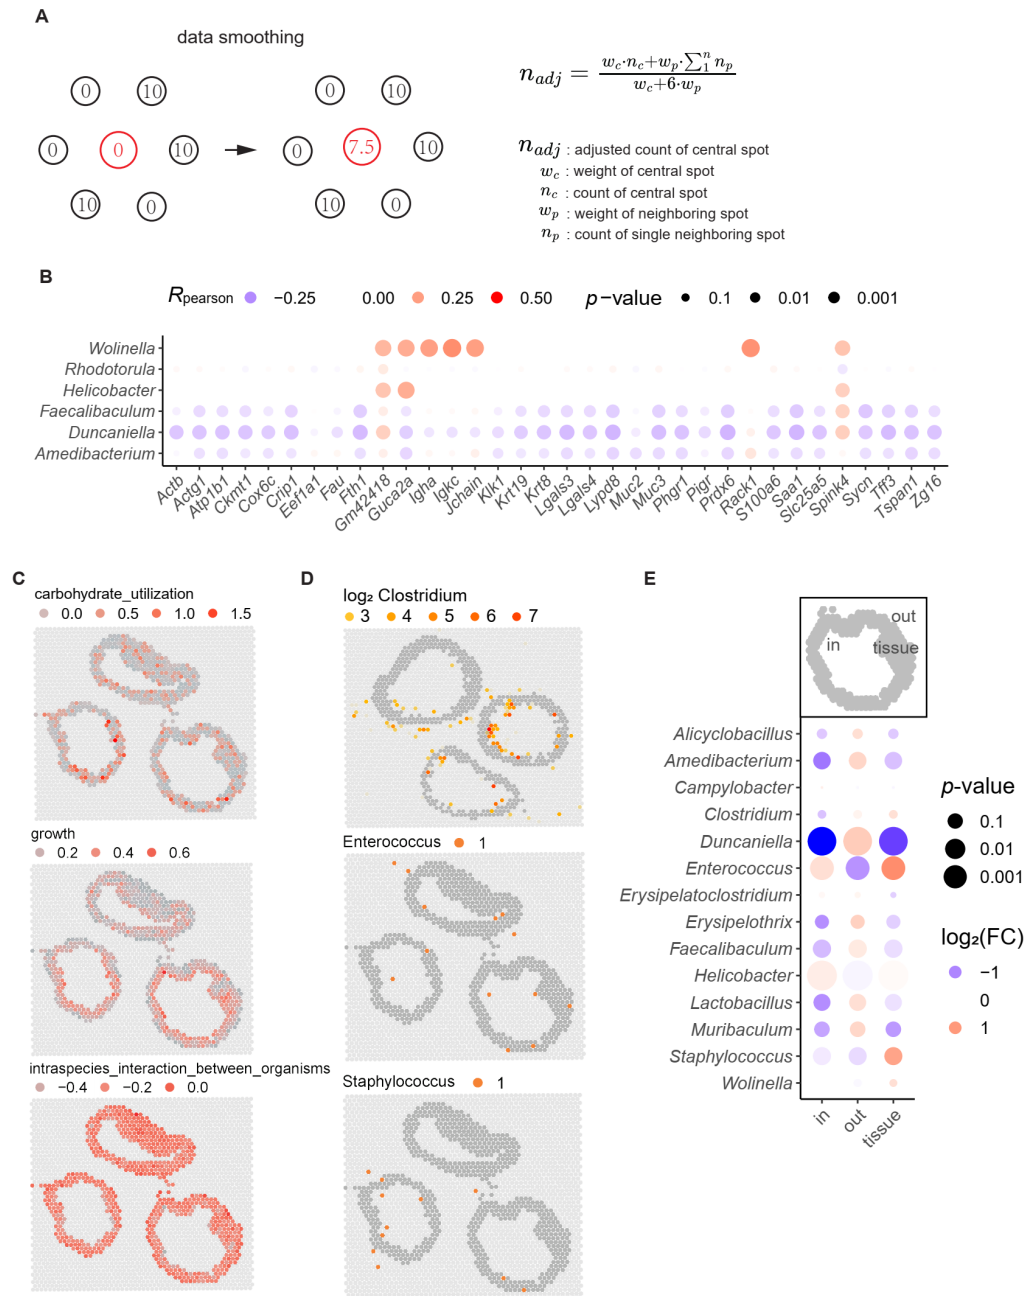 A
data smoothing
0 10
0 0 10
10 0
0 10
0 7.5 10
10 0
n_adj = (w_c·n_c+w_p·∑_1^n n_p)/(w_c+6·w_p)
n_adj : adjusted count of central spot
w_c : weight of central spot
n_c : count of central spot
w_p : weight of neighboring spot
n_p : count of single neighboring spot
B
Rpearson −0.25 0.00 0.25 0.50 p−value 0.1 0.01 0.001
Wolinella
Rhodotorula
Helicobacter
Faecalibaculum
Duncaniella
Amedibacterium
Actb
Actg1
Atp1b1
Ckmt1
Cox6c
Crip1
Eef1a1
Fau
Fth1
Gm42418
Guca2a
Igha
Igkc
Jchain
Klk1
Krt19
Krt8
Lgals3
Lgals4
Lypd8
Muc2
Muc3
Phgr1
Pigr
Prdx6
Rack1
S100a6
Saa1
Slc25a5
Spink4
Sycn
Tff3
Tspan1
Zg16
C
carbohydrate_utilization
0.0 0.5 1.0 1.5
growth
0.2 0.4 0.6
intraspecies_interaction_between_organisms
−0.4 −0.2 0.0
D
log₂ Clostridium
3 4 5 6 7
Enterococcus 1
Staphylococcus 1
E
out
in
tissue
Alicyclobacillus
Amedibacterium
Campylobacter
Clostridium
Duncaniella
Enterococcus
Erysipelatoclostridium
Erysipelothrix
Faecalibaculum
Helicobacter
Lactobacillus
Muribaculum
Staphylococcus
Wolinella
in
out
tissue
p-value
0.1
0.01
0.001
log₂(FC)
−1
0
1